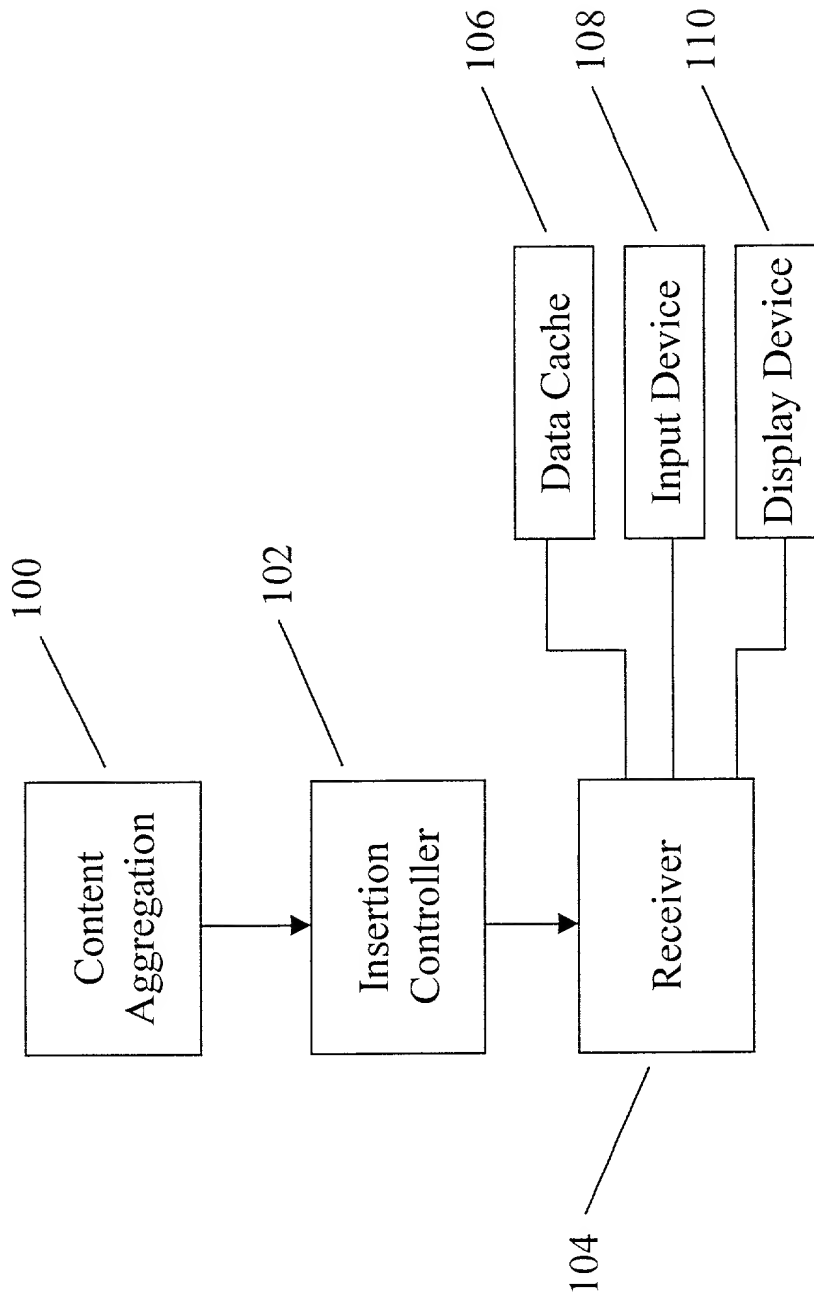 100
Content
Aggregation
102
Insertion
Controller
104
Receiver
106
Data Cache
108
Input Device
110
Display Device